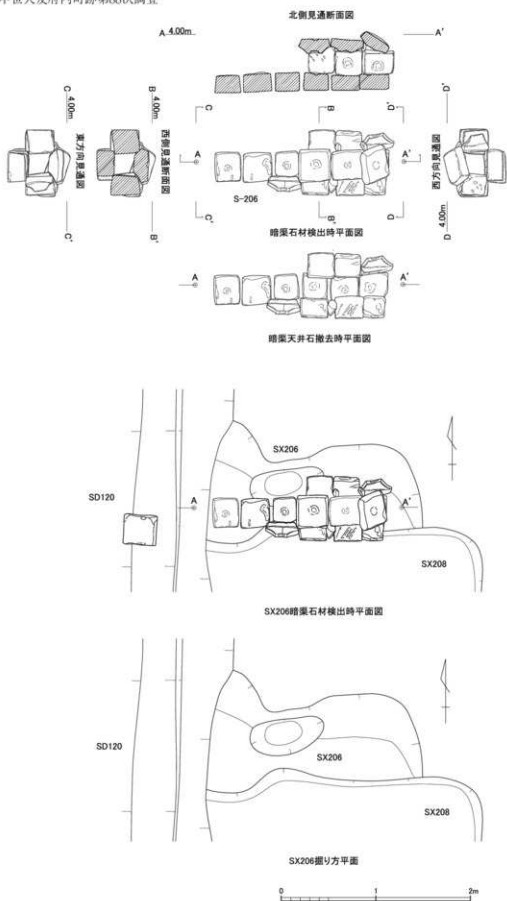 北側見通断面図
A 4.00m A'
C C'
4.00m
東方向見通図
B B'
4.00m
西側見通断面図
C B D'
A A'
S-206
C' B' D
暗渠石材検出時平面図
D' D
4.00m
西方向見通図
A A'
暗渠天井石撤去時平面図
SX206
SD120
A A'
SX208
SX206暗渠石材検出時平面図
SD120
SX206
SX208
SX206掘り方平面
0 1 2m